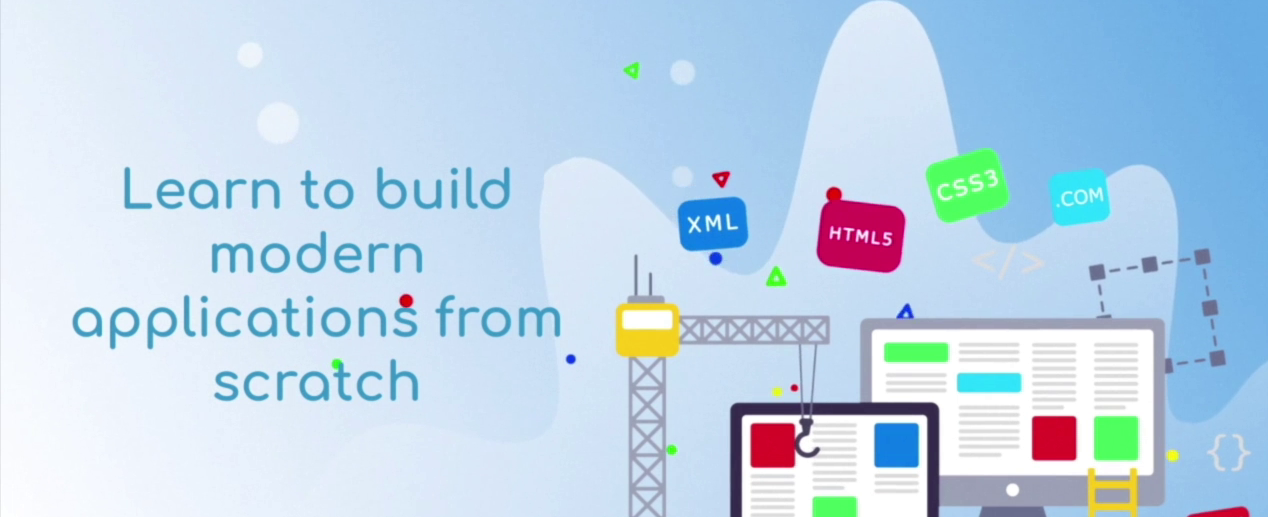 Learn to build
modern
applications from
scratch
XML
HTML5
CSS3
.COM
</>
{}